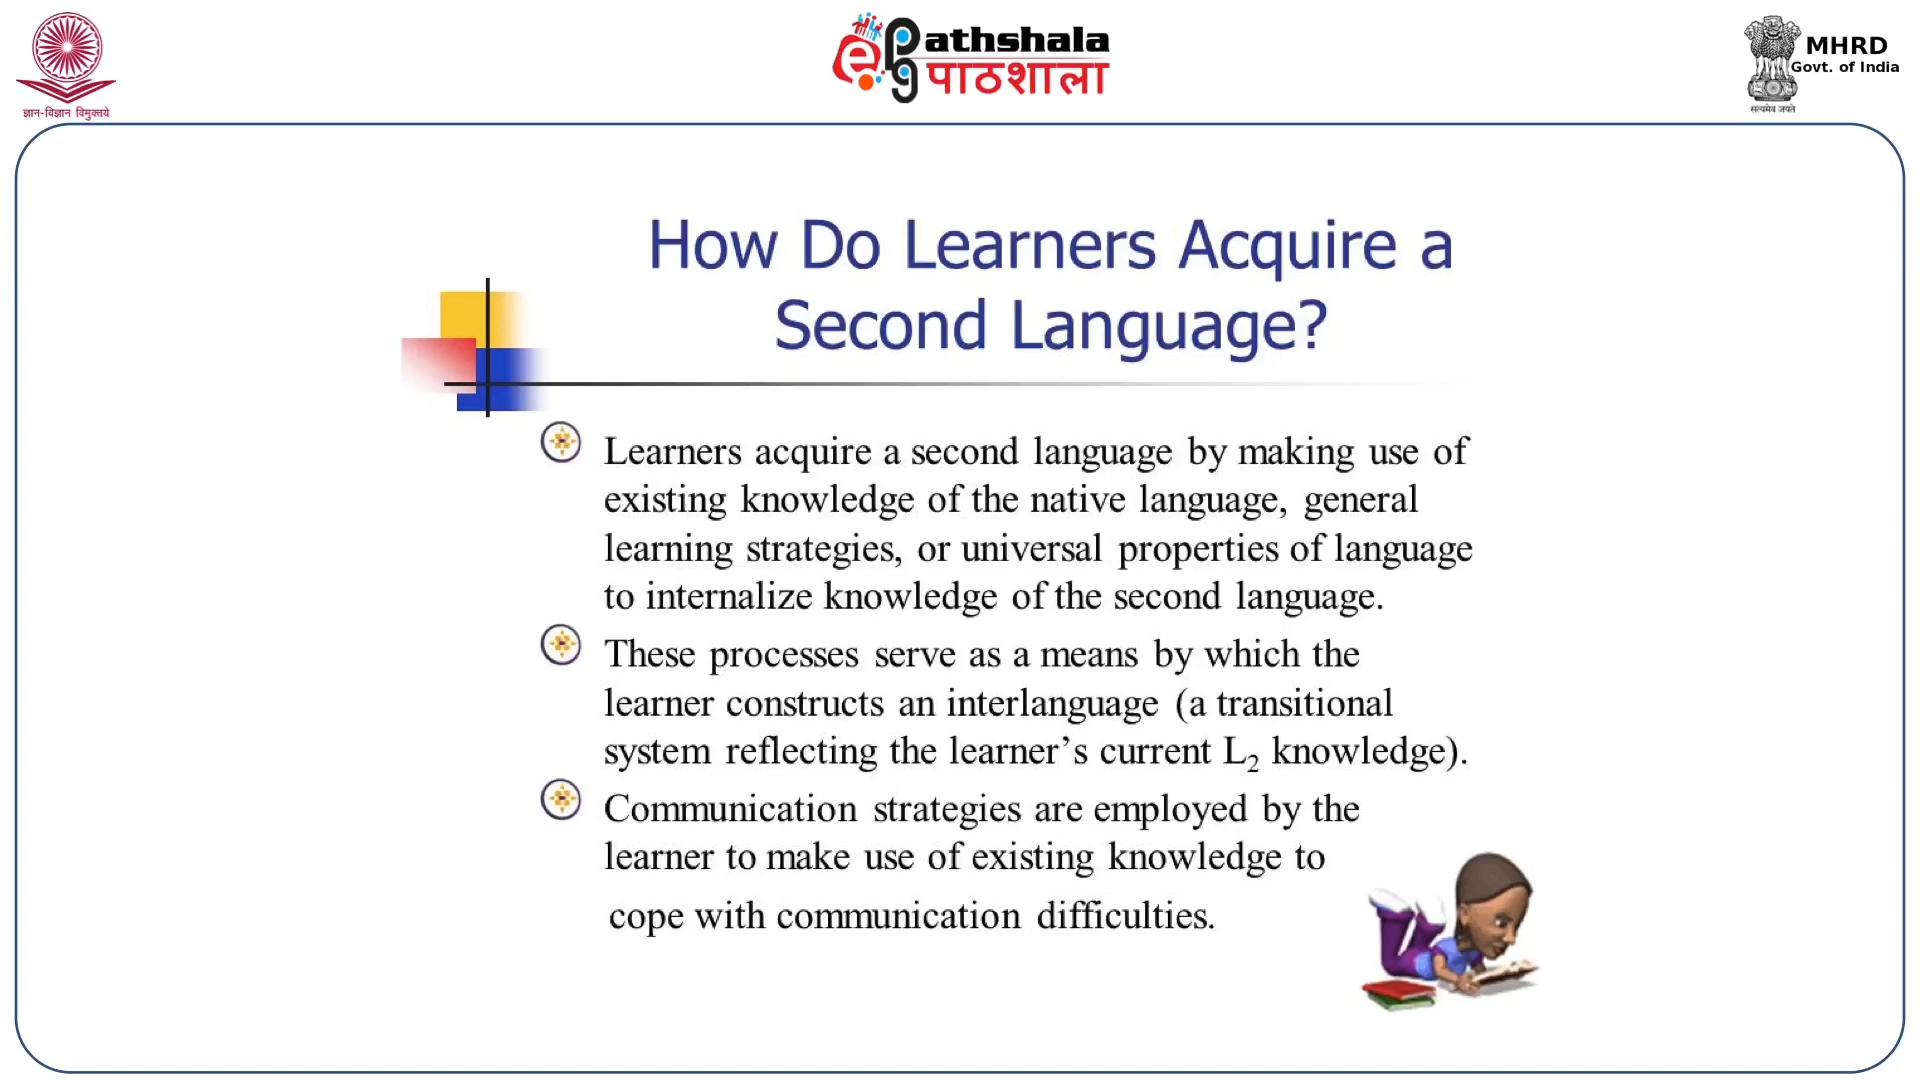 ज्ञान-विज्ञान विमुक्तये
ePathshala
पाठशाला
MHRD
Govt. of India
सत्यमेव जयते
How Do Learners Acquire a
Second Language?
Learners acquire a second language by making use of
existing knowledge of the native language, general
learning strategies, or universal properties of language
to internalize knowledge of the second language.
These processes serve as a means by which the
learner constructs an interlanguage (a transitional
system reflecting the learner’s current L2 knowledge).
Communication strategies are employed by the
learner to make use of existing knowledge to
cope with communication difficulties.